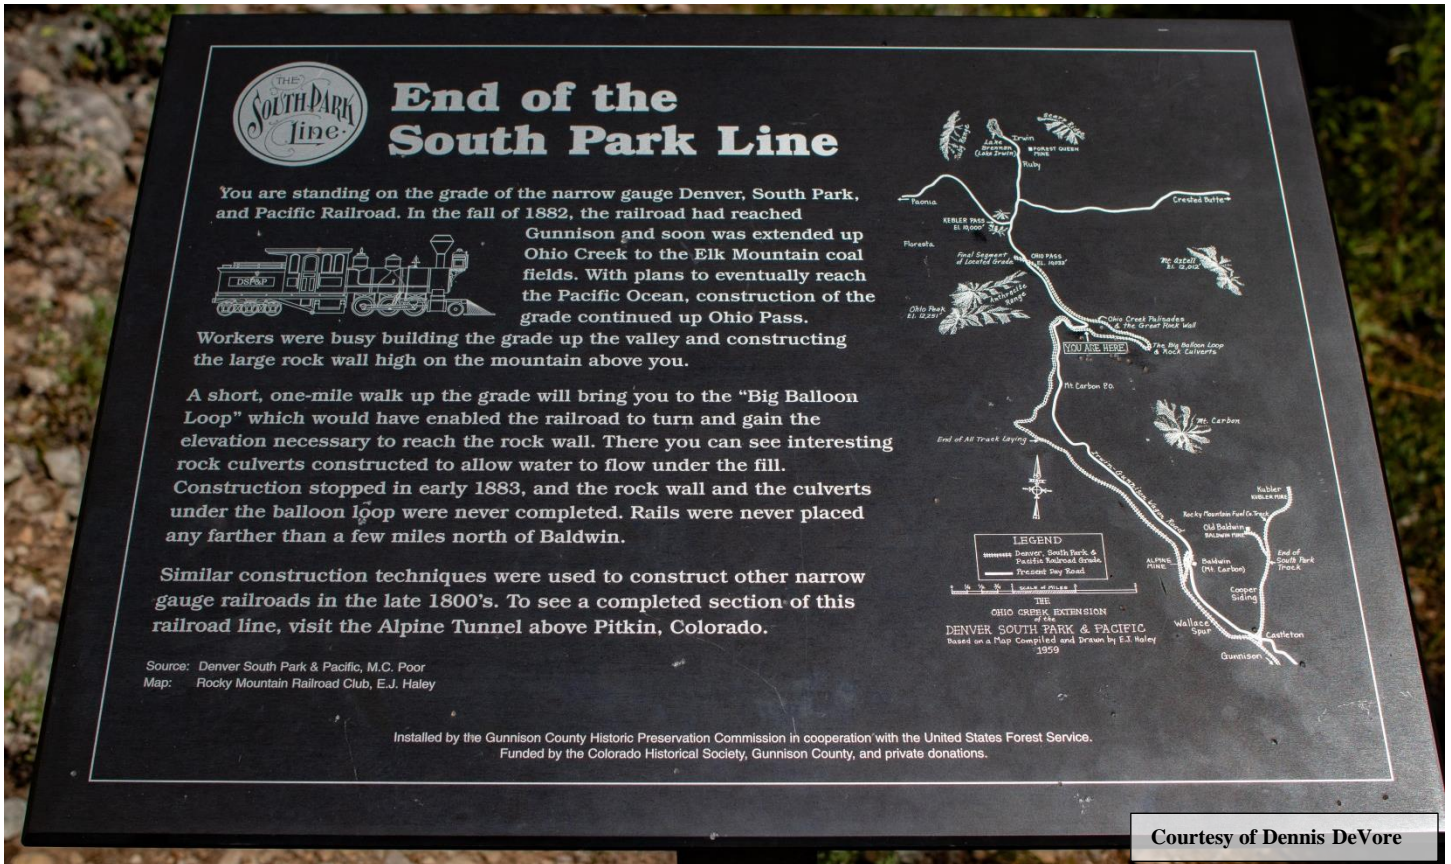 THE
SOUTH PARK
Line
End of the
South Park Line
You are standing on the grade of the narrow gauge Denver, South Park,
and Pacific Railroad. In the fall of 1882, the railroad had reached
Gunnison and soon was extended up
Ohio Creek to the Elk Mountain coal
fields. With plans to eventually reach
the Pacific Ocean, construction of the
grade continued up Ohio Pass.
DSP&P
Workers were busy building the grade up the valley and constructing
the large rock wall high on the mountain above you.
A short, one-mile walk up the grade will bring you to the “Big Balloon
Loop” which would have enabled the railroad to turn and gain the
elevation necessary to reach the rock wall. There you can see interesting
rock culverts constructed to allow water to flow under the fill.
Construction stopped in early 1883, and the rock wall and the culverts
under the balloon loop were never completed. Rails were never placed
any farther than a few miles north of Baldwin.
Similar construction techniques were used to construct other narrow
gauge railroads in the late 1800's. To see a completed section of this
railroad line, visit the Alpine Tunnel above Pitkin, Colorado.
Source: Denver South Park & Pacific, M.C. Poor
Map: Rocky Mountain Railroad Club, E.J. Haley
Irwin
Lake
Brennan
(Lake Irwin)
FOREST QUEEN
MINE
Ruby
Paonia
Crested Butte
KEBLER PASS
El. 10,000'
Floresta
Final Segment
of Located Grade
OHIO PASS
Mt. Axtell
El. 12,013'
Anthracite
Range
Ohio Peak
El. 12,251'
Ohio Creek Palisades
& the Great Rock Wall
YOU ARE HERE
The Big Balloon Loop
& Rock Culverts
Mt. Carbon P.O.
Mt. Carbon
End of All Track Laying
Irwin-Gunnison Wagon Road
Kubler
KUBLER MINE
Rocky Mountain Fuel Co. Track
Old Baldwin
BALDWIN MINE
End of
South Park
Track
ALPINE
MINE
Baldwin
(Mt. Carbon)
Cooper
Siding
Wallace
Spur
Castleton
Gunnison
LEGEND
Denver, South Park &
Pacific Railroad Grade
Present Day Road
SCALE OF MILES
THE
OHIO CREEK EXTENSION
of the
DENVER SOUTH PARK & PACIFIC
Based on a Map Compiled and Drawn by E.J. Haley
1959
Installed by the Gunnison County Historic Preservation Commission in cooperation with the United States Forest Service.
Funded by the Colorado Historical Society, Gunnison County, and private donations.
Courtesy of Dennis DeVore